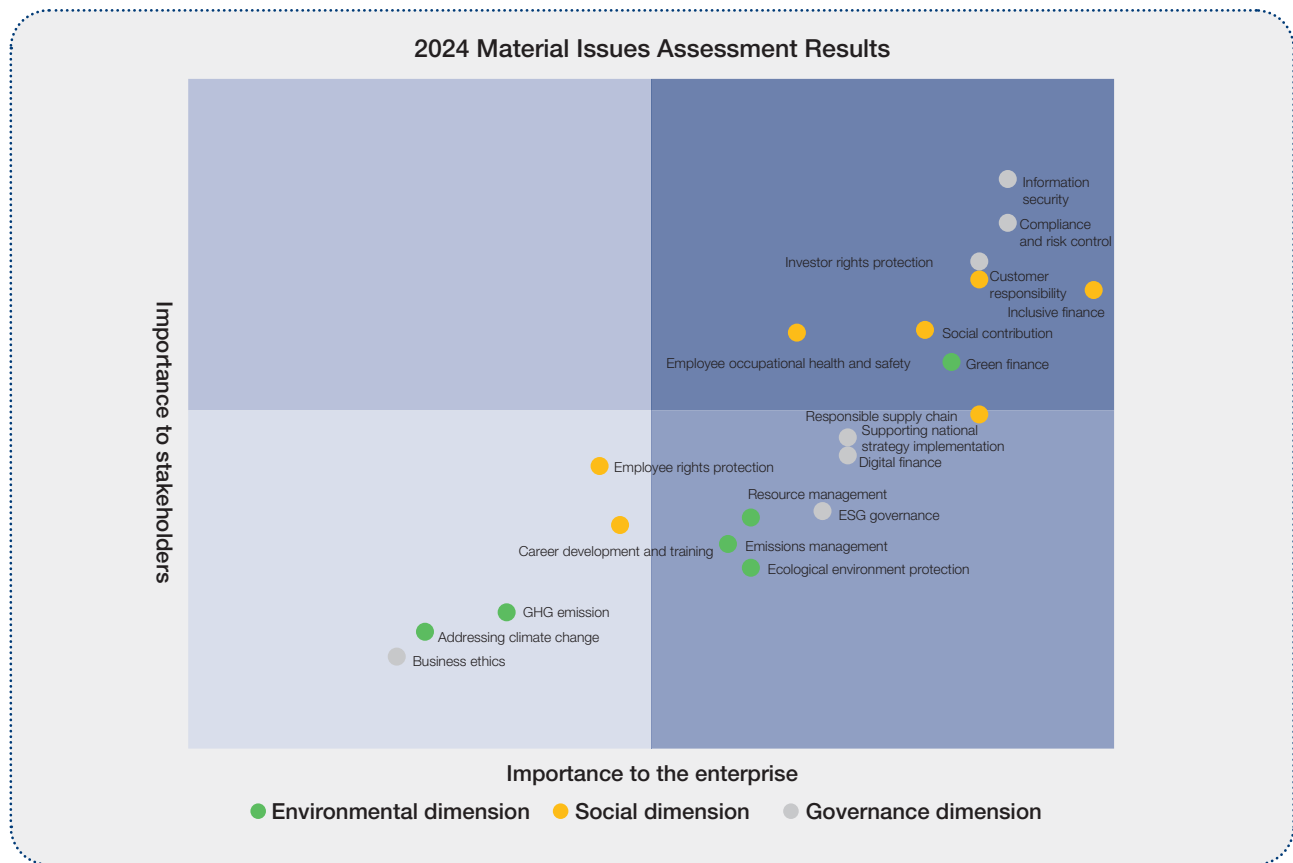 2024 Material Issues Assessment Results
Importance to stakeholders
Information
security
Compliance
and risk control
Investor rights protection
Customer
responsibility
Inclusive finance
Social contribution
Employee occupational health and safety
Green finance
Responsible supply chain
Supporting national
strategy implementation
Digital finance
Employee rights protection
Resource management
ESG governance
Career development and training
Emissions management
Ecological environment protection
GHG emission
Addressing climate change
Business ethics
Importance to the enterprise
Environmental dimension
Social dimension
Governance dimension